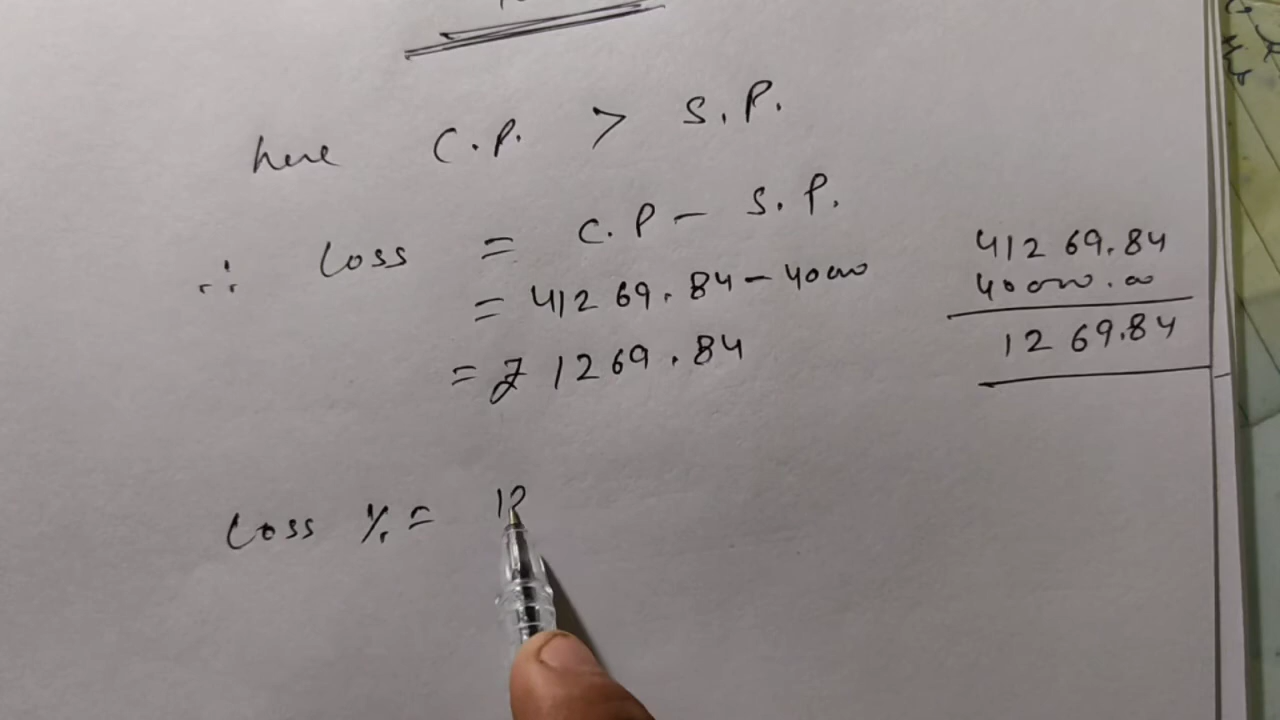 here C.P. > S.P.
∴ Loss = C.P - S.P.
= 41269.84 - 40000
= ₹ 1269.84
41269.84
40000.00
1269.84
Loss % = 12